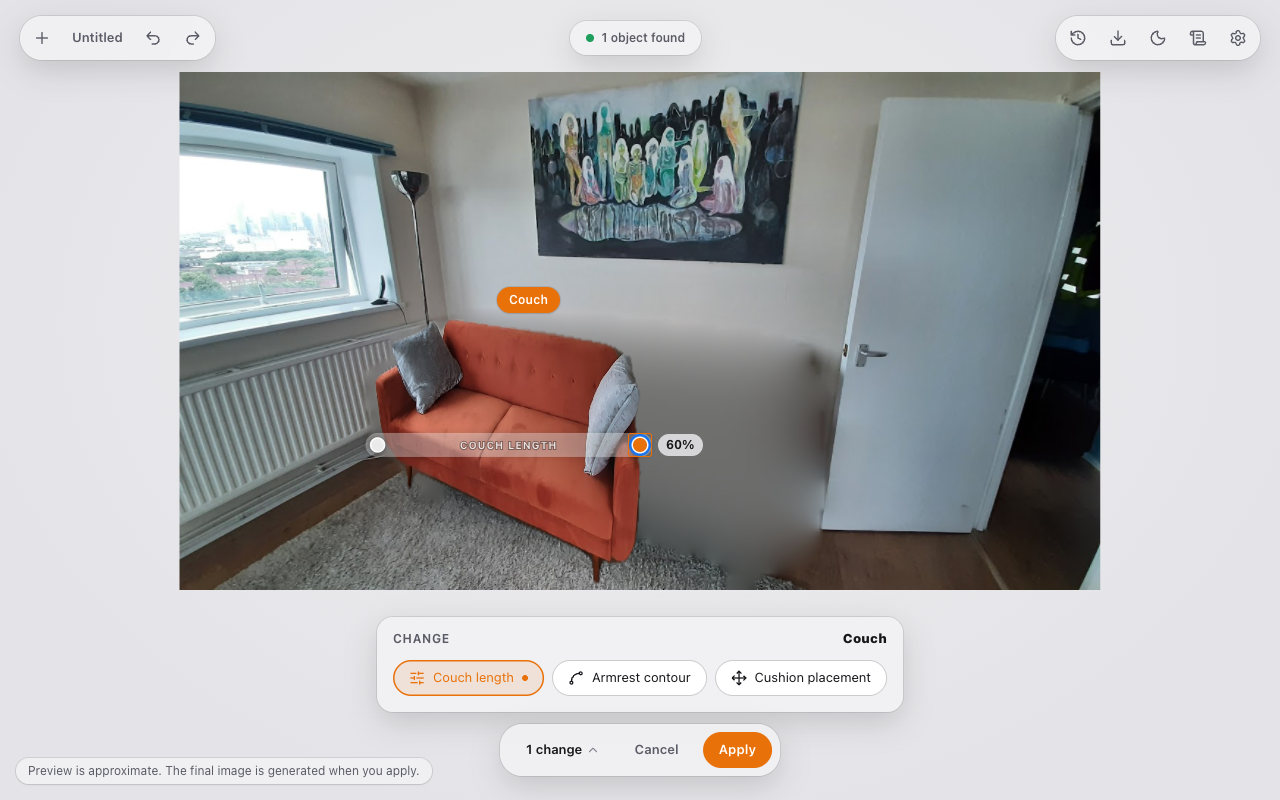 Untitled
1 object found
Couch
COUCH LENGTH
60%
CHANGE
Couch
Couch length
Armrest contour
Cushion placement
1 change
Cancel
Apply
Preview is approximate. The final image is generated when you apply.